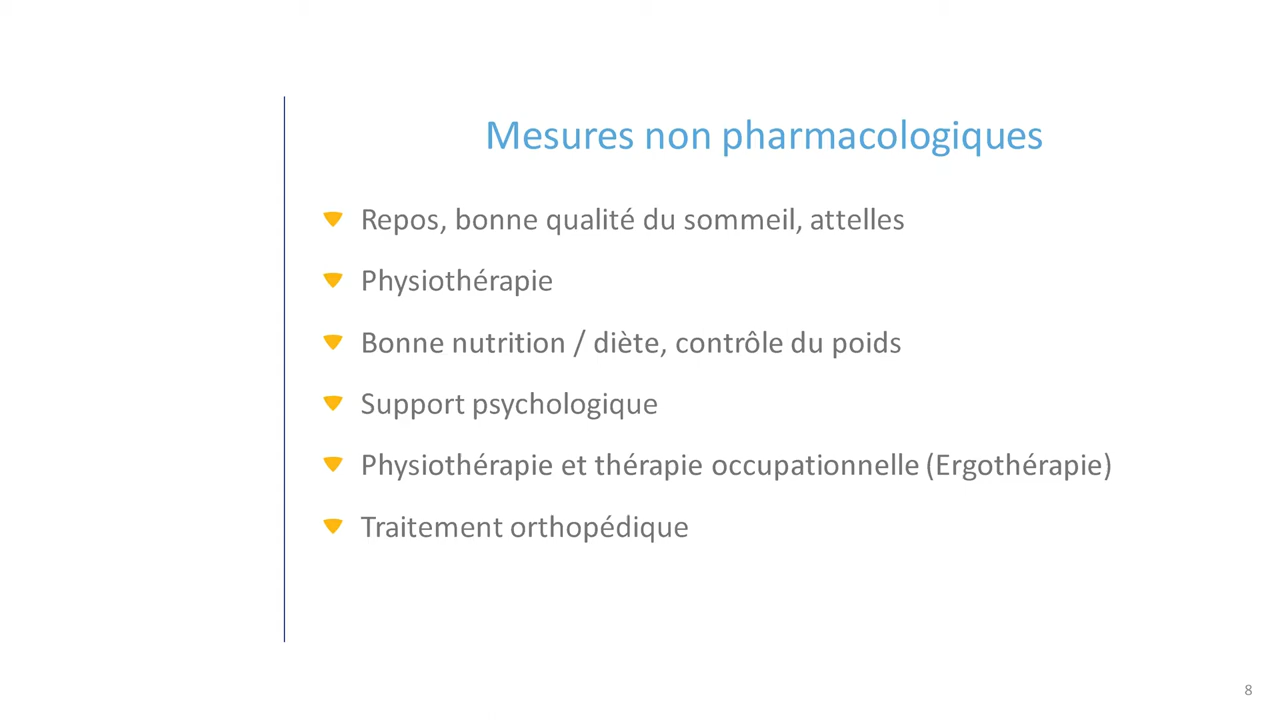 Mesures non pharmacologiques
Repos, bonne qualité du sommeil, attelles
Physiothérapie
Bonne nutrition / diète, contrôle du poids
Support psychologique
Physiothérapie et thérapie occupationnelle (Ergothérapie)
Traitement orthopédique
8